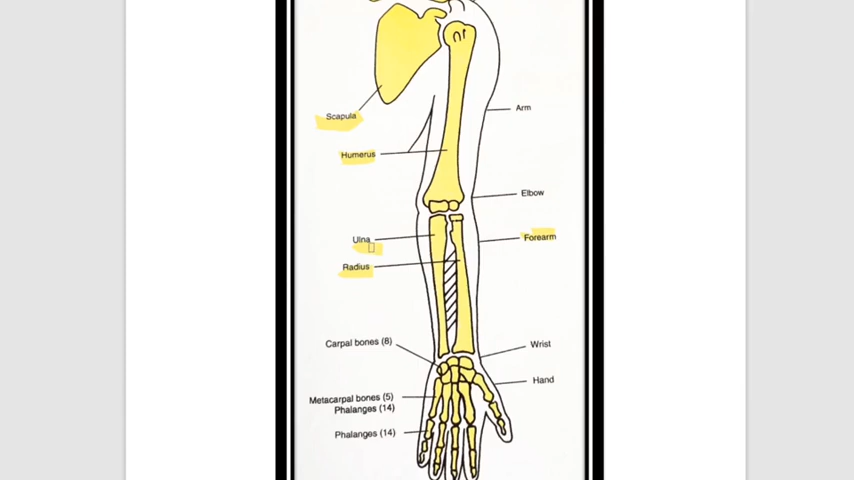 Scapula
Arm
Humerus
Elbow
Ulna
Forearm
Radius
Carpal bones (8)
Wrist
Hand
Metacarpal bones (5)
Phalanges (14)
Phalanges (14)